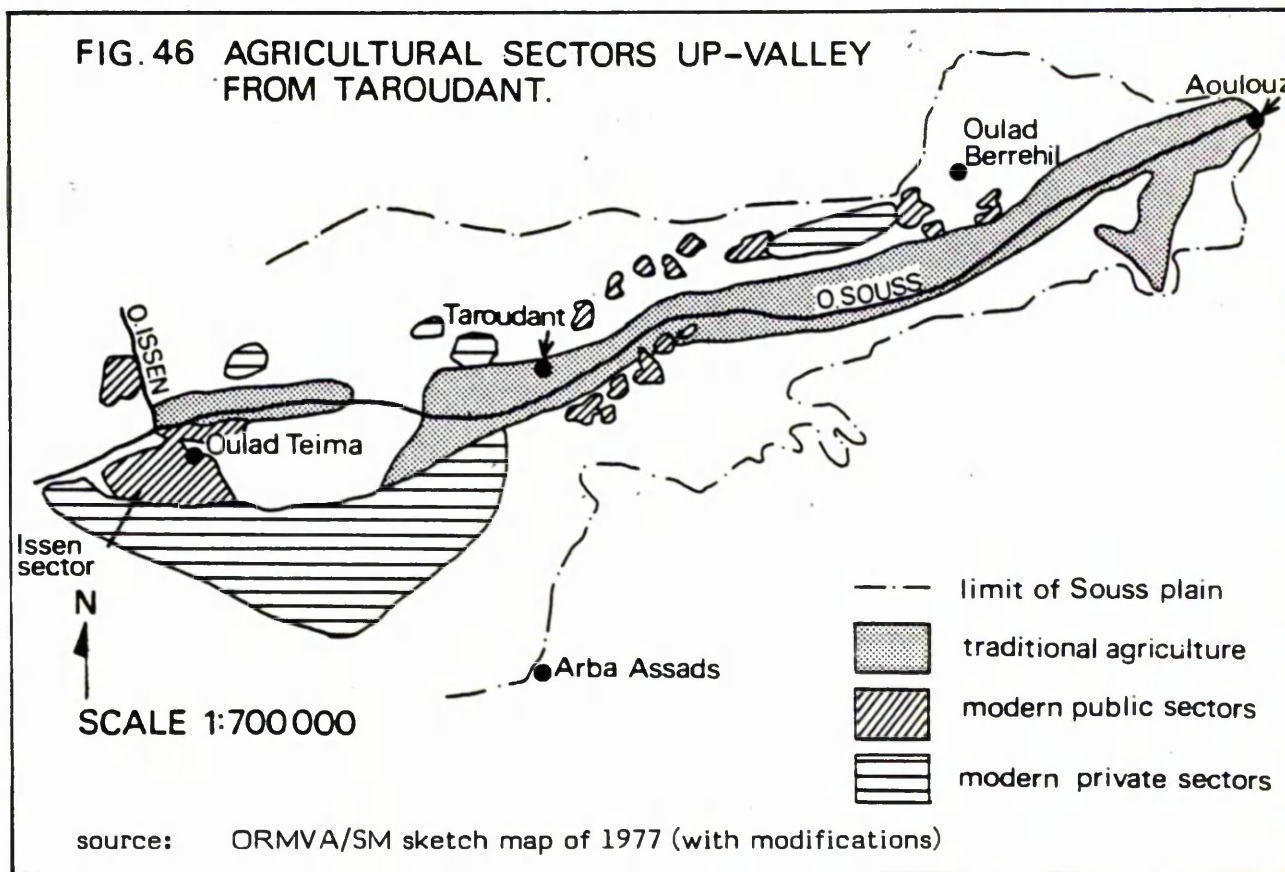 FIG. 46 AGRICULTURAL SECTORS UP-VALLEY
FROM TAROUDANT.
Aoulouz
Oulad
Berrehil
O. SOUSS
Taroudant
O. ISSEN
Oulad Teima
Issen
sector
N
Arba Assads
SCALE 1:700 000
limit of Souss plain
traditional agriculture
modern public sectors
modern private sectors
source: ORMVA/SM sketch map of 1977 (with modifications)